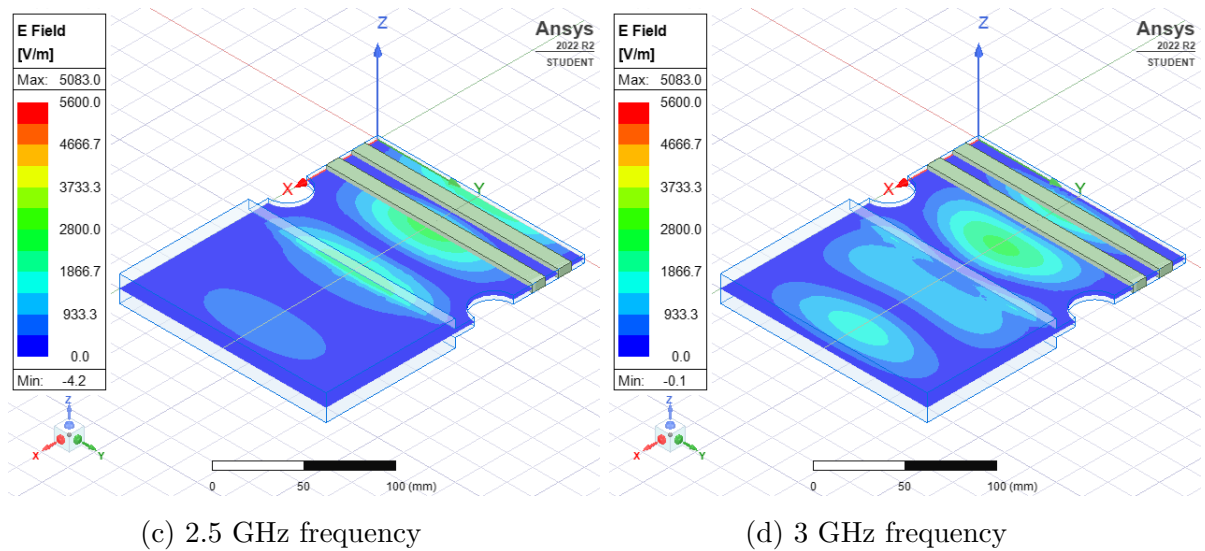 E Field
[V/m]
Max: 5083.0
5600.0
4666.7
3733.3
2800.0
1866.7
933.3
0.0
Min: -4.2
Z
X
Y
Ansys
2022 R2
STUDENT
Z
X
Y
0
50
100 (mm)
(c) 2.5 GHz frequency
E Field
[V/m]
Max: 5083.0
5600.0
4666.7
3733.3
2800.0
1866.7
933.3
0.0
Min: -0.1
Z
X
Y
Ansys
2022 R2
STUDENT
Z
X
Y
0
50
100 (mm)
(d) 3 GHz frequency